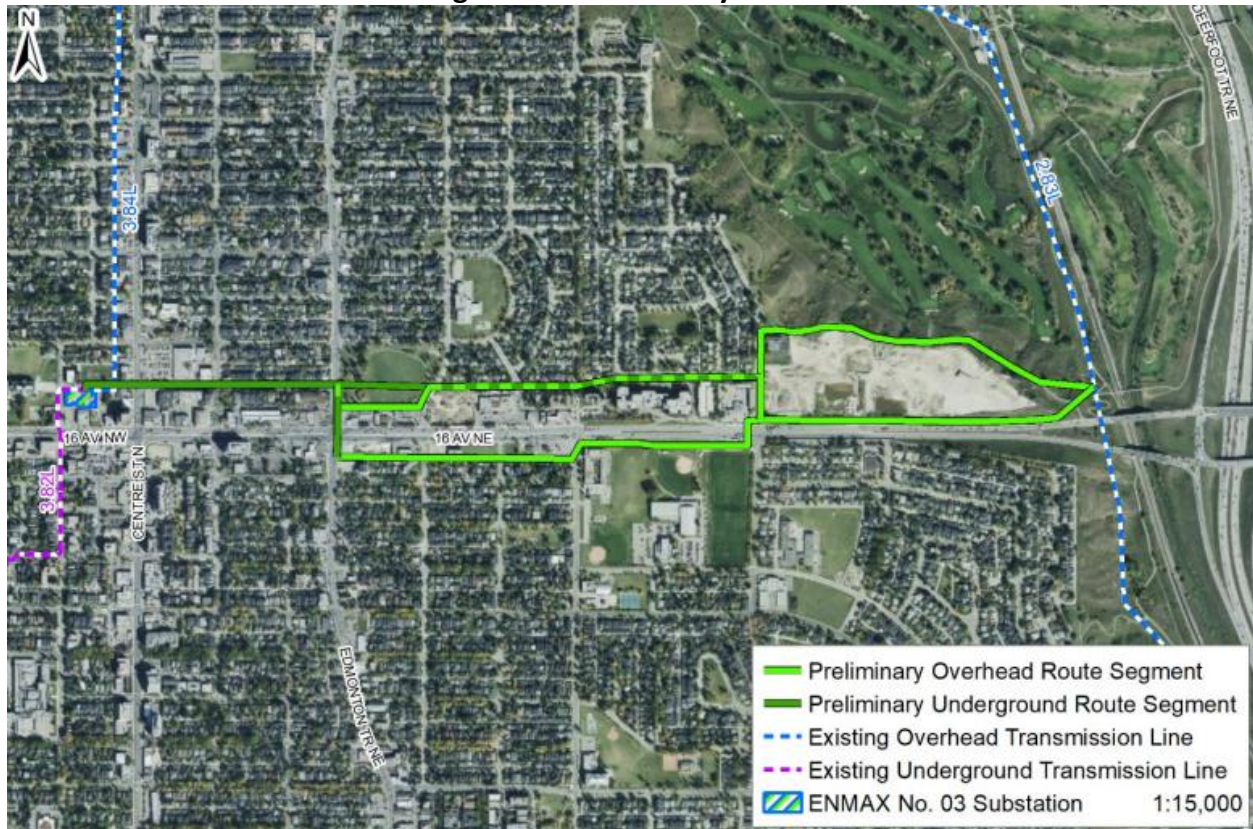 N
DEERFOOT TR NE
3.84L
2.83L
16 AV NW
16 AV NE
3.82L
CENTRE ST N
EDMONTON TR NE
Preliminary Overhead Route Segment
Preliminary Underground Route Segment
Existing Overhead Transmission Line
Existing Underground Transmission Line
ENMAX No. 03 Substation 1:15,000